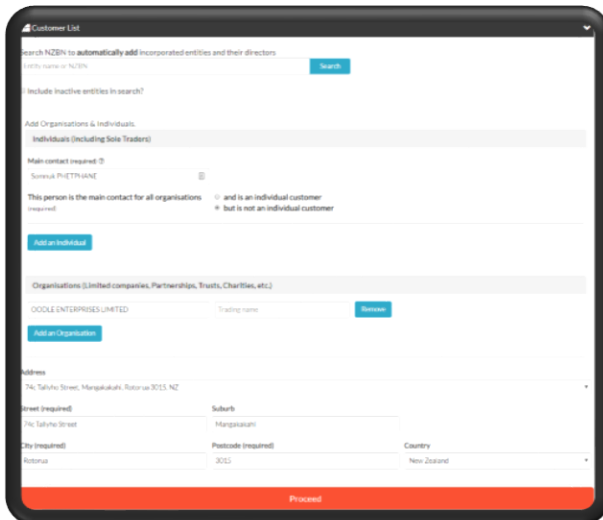 Customer List
Search NZBN to automatically add incorporated entities and their directors
Entity name or NZBN
Search
Include inactive entities in search?
Add Organisations & Individuals.
Individuals (including Sole Traders)
Main contact (required)
Somnuk PHETPHANE
This person is the main contact for all organisations
(required)
and is an individual customer
but is not an individual customer
Add an Individual
Organisations (Limited companies, Partnerships, Trusts, Charities, etc.)
OODLE ENTERPRISES LIMITED
Trading name
Remove
Add an Organisation
Address
74c Tallyho Street, Mangakakahi, Rotorua 3015, NZ
Street (required)
Suburb
74c Tallyho Street
Mangakakahi
City (required)
Postcode (required)
Country
Rotorua
3015
New Zealand
Proceed